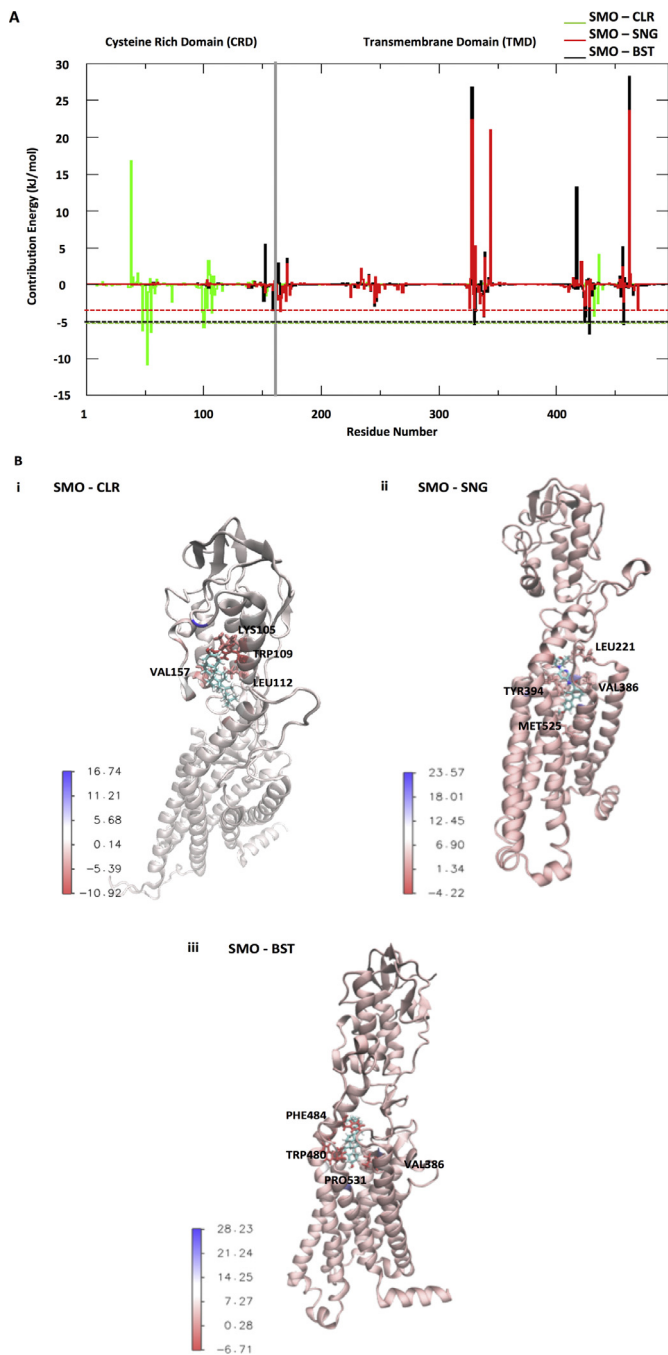 A
SMO – CLR
SMO – SNG
SMO – BST
Cysteine Rich Domain (CRD) Transmembrane Domain (TMD)
30
25
20
15
10
5
0
-5
-10
-15
Contribution Energy (kJ/mol)
1 100 200 300 400
Residue Number
B
i SMO - CLR
ii SMO - SNG
LYS105
TRP109
VAL157
LEU112
LEU221
TYR394
VAL386
MET525
16.74
11.21
5.68
0.14
-5.39
-10.92
23.57
18.01
12.45
6.90
1.34
-4.22
iii SMO - BST
PHE484
TRP480
VAL386
PRO531
28.23
21.24
14.25
7.27
0.28
-6.71